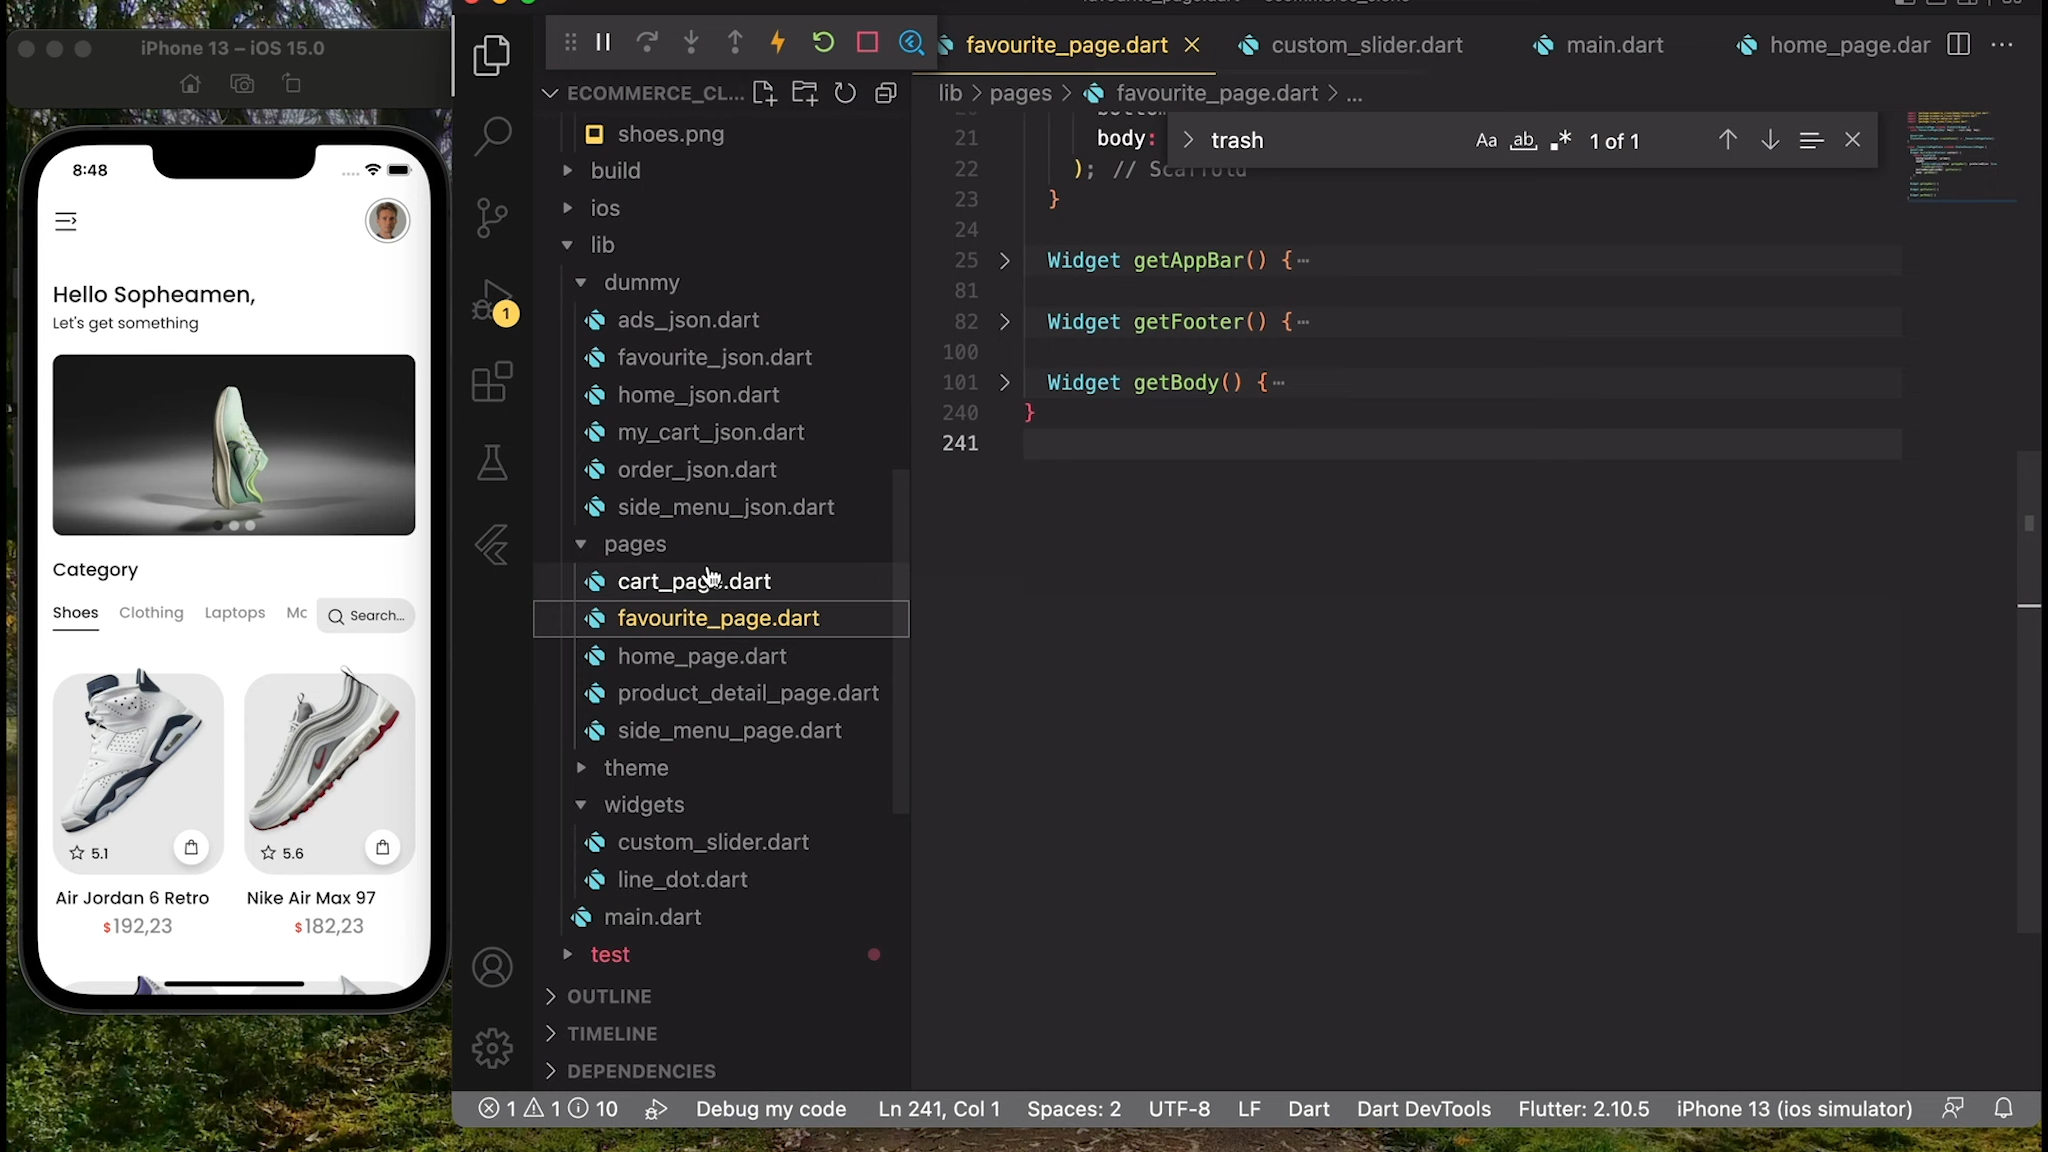 iPhone 13 – iOS 15.0
8:48
Hello Sopheamen,
Let's get something
Category
Shoes Clothing Laptops Mc Search...
5.1
5.6
Air Jordan 6 Retro
Nike Air Max 97
$192,23
$182,23
ECOMMERCE_CL...
shoes.png
build
ios
lib
dummy
ads_json.dart
favourite_json.dart
home_json.dart
my_cart_json.dart
order_json.dart
side_menu_json.dart
pages
cart_page.dart
favourite_page.dart
home_page.dart
product_detail_page.dart
side_menu_page.dart
theme
widgets
custom_slider.dart
line_dot.dart
main.dart
test
OUTLINE
TIMELINE
DEPENDENCIES
1
favourite_page.dart
custom_slider.dart
main.dart
home_page.dar
lib > pages > favourite_page.dart > ...
trash Aa ab 1 of 1
21 body:
22 ); // Scaffold
23 }
24
25 Widget getAppBar() {
81
82 Widget getFooter() {
100
101 Widget getBody() {
240 }
241
1 1 10 Debug my code Ln 241, Col 1 Spaces: 2 UTF-8 LF Dart Dart DevTools Flutter: 2.10.5 iPhone 13 (ios simulator)